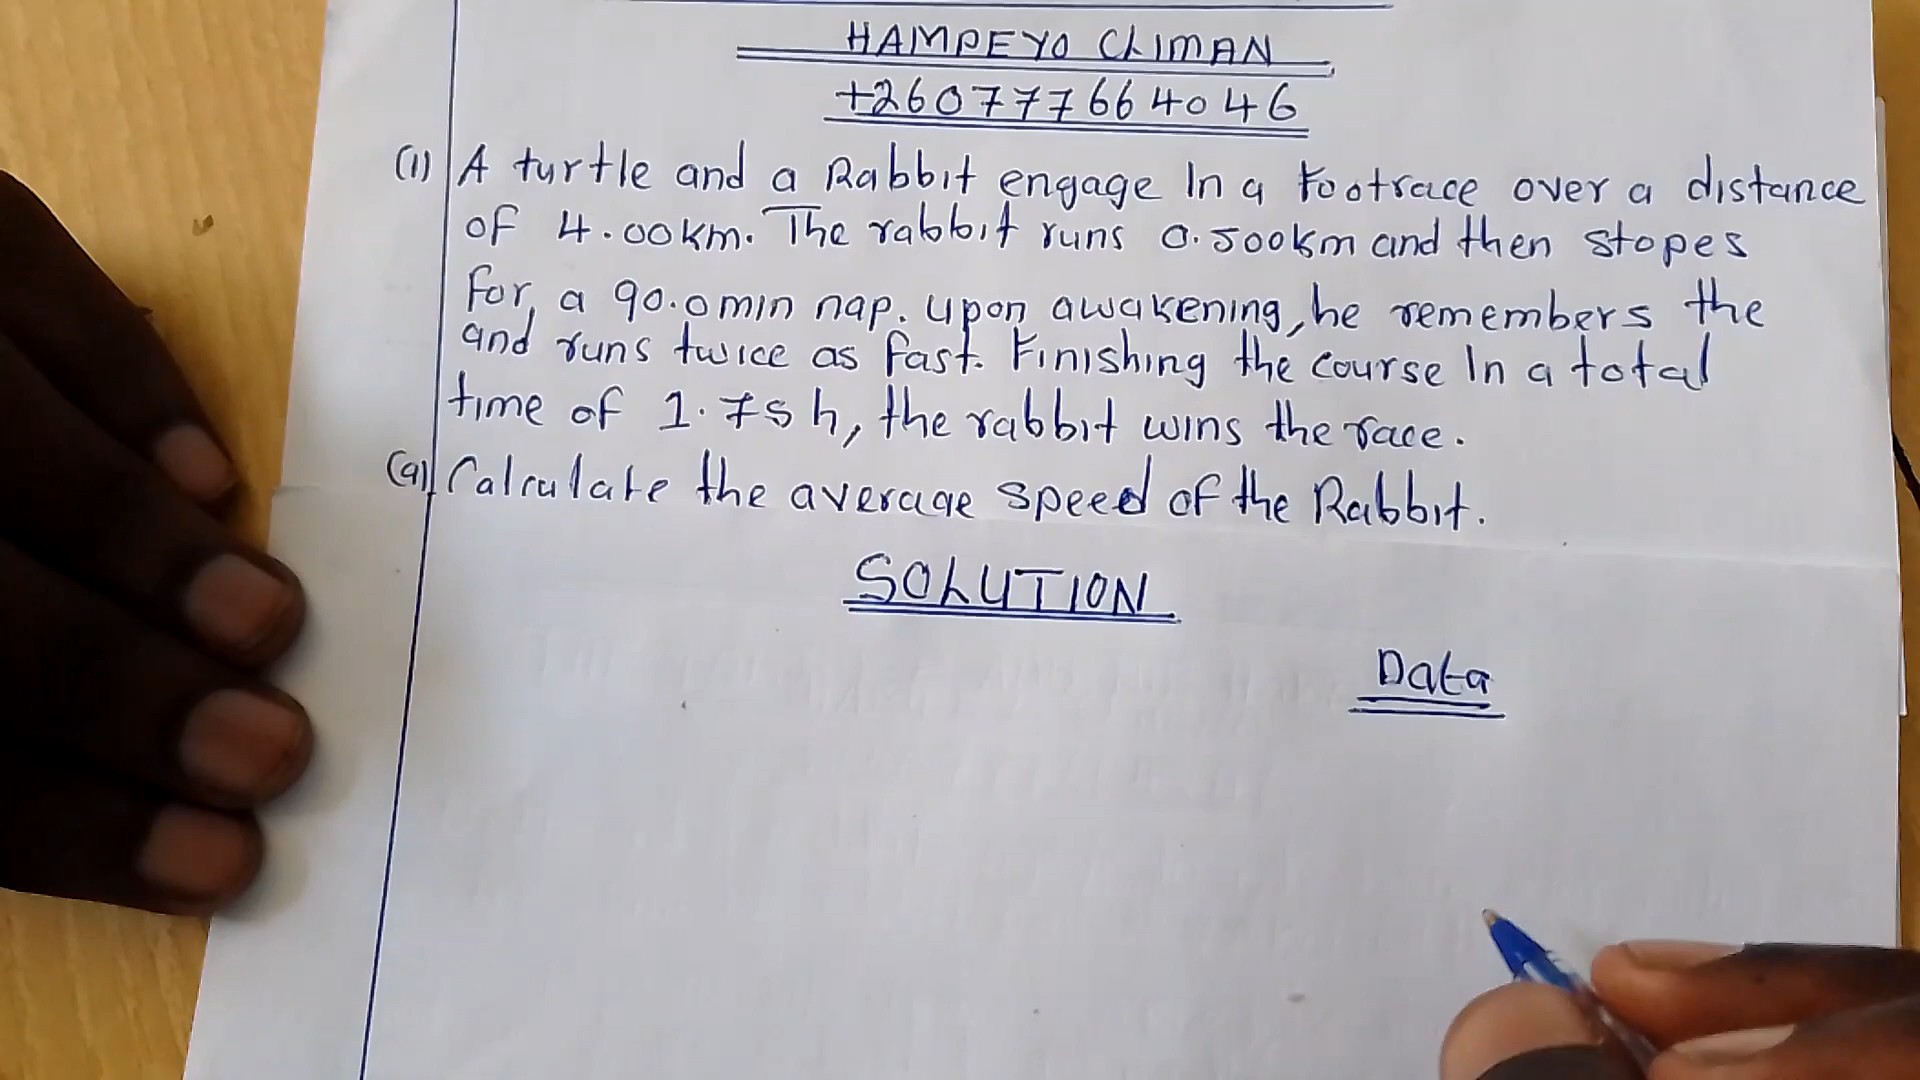 HAMPEYO CLIMAN
+260777664046
(1) A turtle and a Rabbit engage In a Footrace over a distance
of 4.00km. The rabbit runs 0.500km and then stopes
For a 90.0min nap. Upon awakening, he remembers the
and runs twice as fast. Finishing the course In a total
time of 1.75h, the rabbit wins the race.
(a) Calculate the average speed of the Rabbit.
SOLUTION
Data